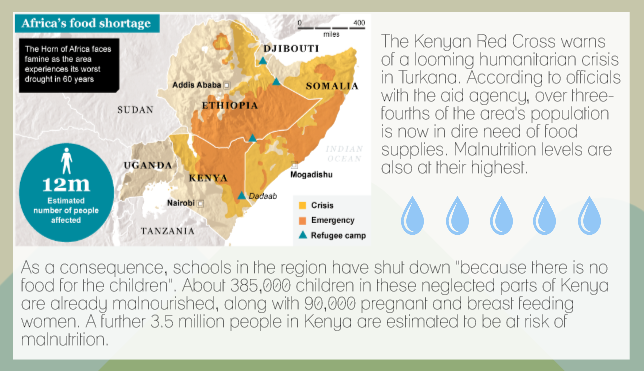 Africa's food shortage
0 400
miles
The Horn of Africa faces
famine as the area
experiences its worst
drought in 60 years
DJIBOUTI
Addis Ababa
SOMALIA
ETHIOPIA
SUDAN
INDIAN
OCEAN
UGANDA
KENYA
Mogadishu
12m
Estimated
number of people
affected
Dadaab
Nairobi
TANZANIA
Crisis
Emergency
Refugee camp
The Kenyan Red Cross warns
of a looming humanitarian crisis
in Turkana. According to officials
with the aid agency, over three-
fourths of the area's population
is now in dire need of food
supplies. Malnutrition levels are
also at their highest.
As a consequence, schools in the region have shut down "because there is no
food for the children". About 385,000 children in these neglected parts of Kenya
are already malnourished, along with 90,000 pregnant and breast feeding
women. A further 3.5 million people in Kenya are estimated to be at risk of
malnutrition.